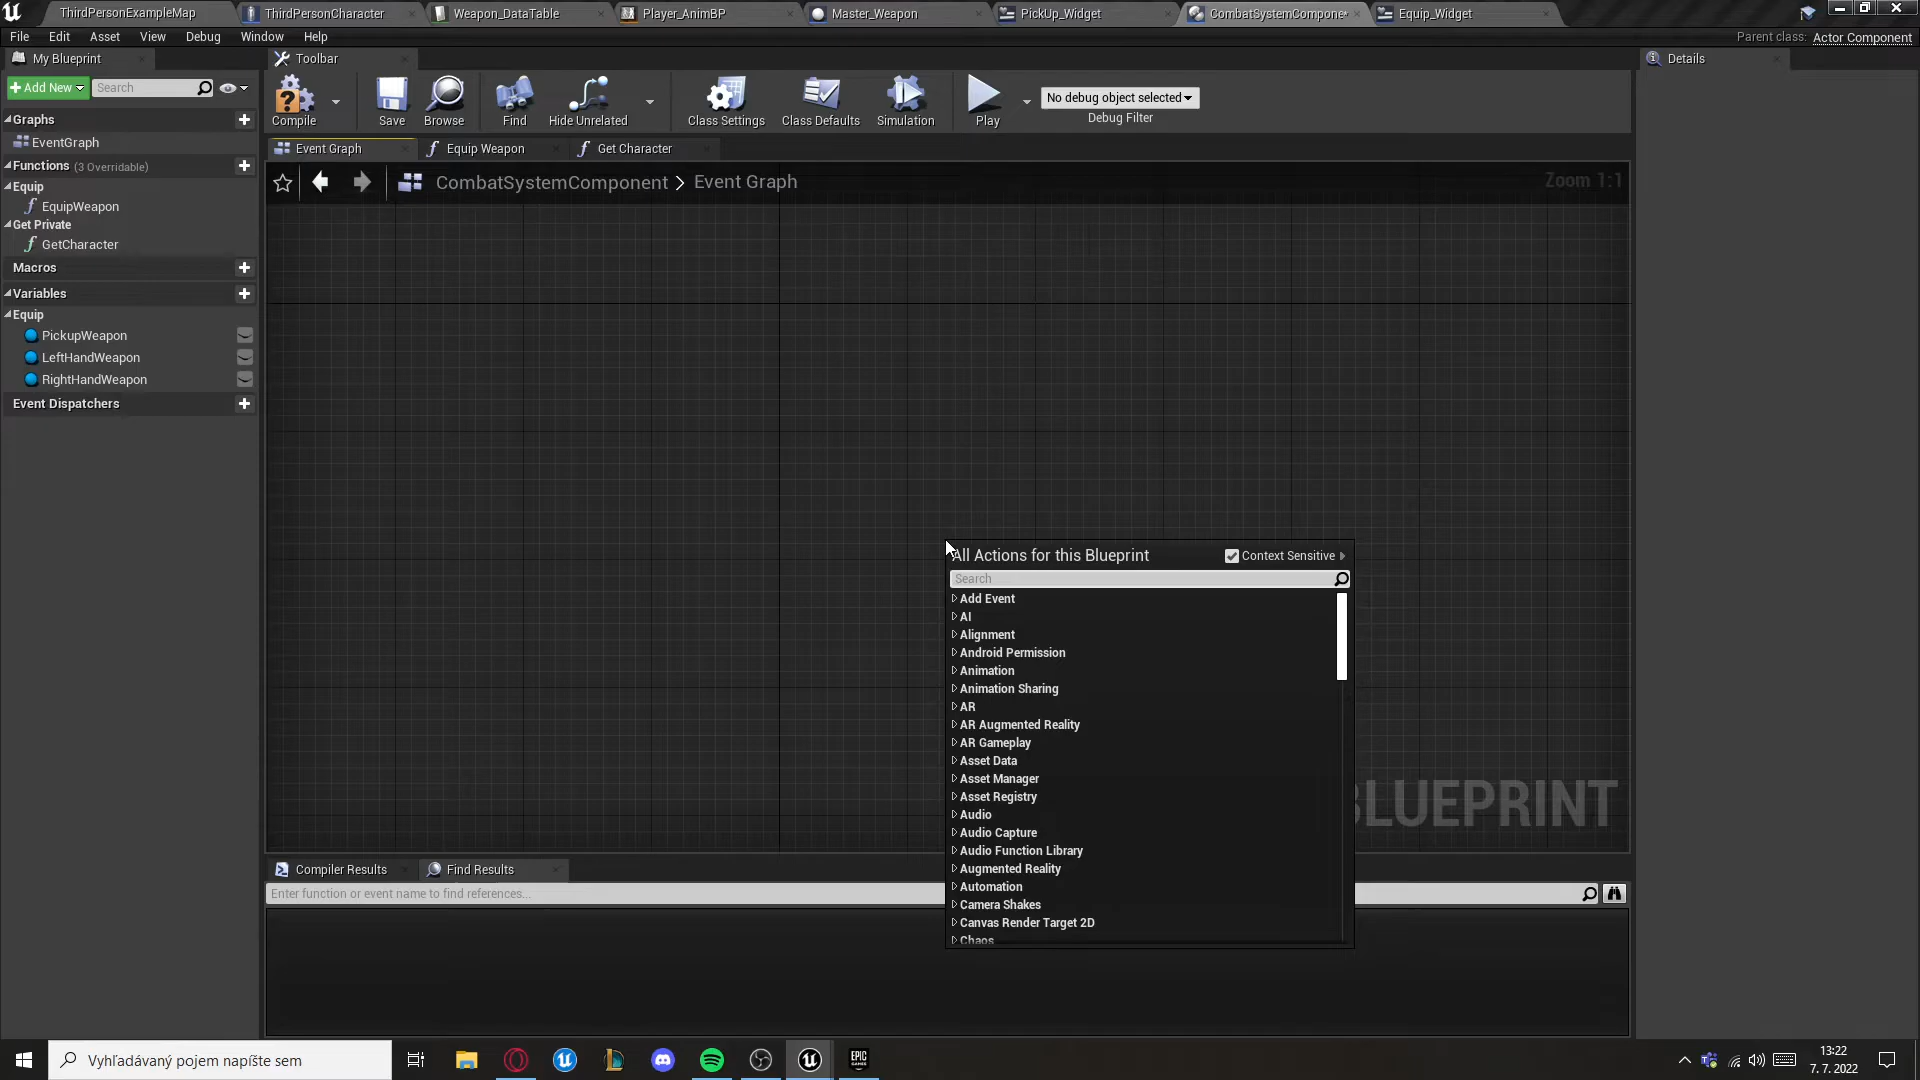 ThirdPersonExampleMap
ThirdPersonCharacter
Weapon_DataTable
Player_AnimBP
Master_Weapon
PickUp_Widget
CombatSystemCompone*
Equip_Widget
File Edit Asset View Debug Window Help
Parent class: Actor Component
My Blueprint
Toolbar
Details
Add New
Search
Compile
Save
Browse
Find
Hide Unrelated
Class Settings
Class Defaults
Simulation
Play
No debug object selected
Debug Filter
Graphs
EventGraph
Functions (3 Overridable)
Equip
EquipWeapon
Get Private
GetCharacter
Macros
Variables
Equip
PickupWeapon
LeftHandWeapon
RightHandWeapon
Event Dispatchers
Event Graph
Equip Weapon
Get Character
CombatSystemComponent > Event Graph
Zoom 1:1
All Actions for this Blueprint
Context Sensitive
Search
Add Event
AI
Alignment
Android Permission
Animation
Animation Sharing
AR
AR Augmented Reality
AR Gameplay
Asset Data
Asset Manager
Asset Registry
Audio
Audio Capture
Audio Function Library
Augmented Reality
Automation
Camera Shakes
Canvas Render Target 2D
Chaos
BLUEPRINT
Compiler Results
Find Results
Enter function or event name to find references...
Vyhľadávaný pojem napíšte sem
EPIC
GAMES
13:22
7. 7. 2022